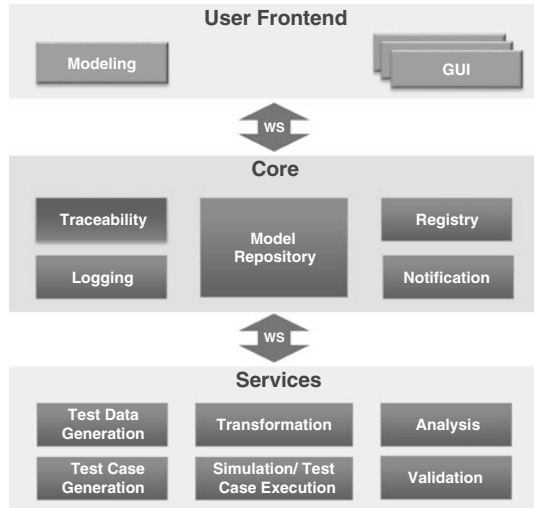 User Frontend
Modeling
GUI
WS
Core
Traceability
Model
Repository
Registry
Logging
Notification
WS
Services
Test Data
Generation
Transformation
Analysis
Test Case
Generation
Simulation/ Test
Case Execution
Validation